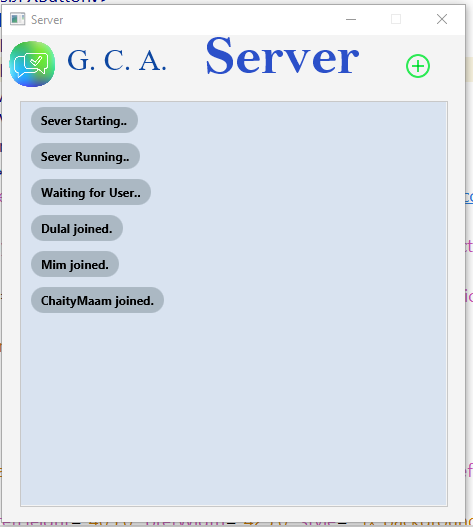 Server
G. C. A.
Server
Sever Starting..
Sever Running..
Waiting for User..
Dulal joined.
Mim joined.
ChaityMaam joined.